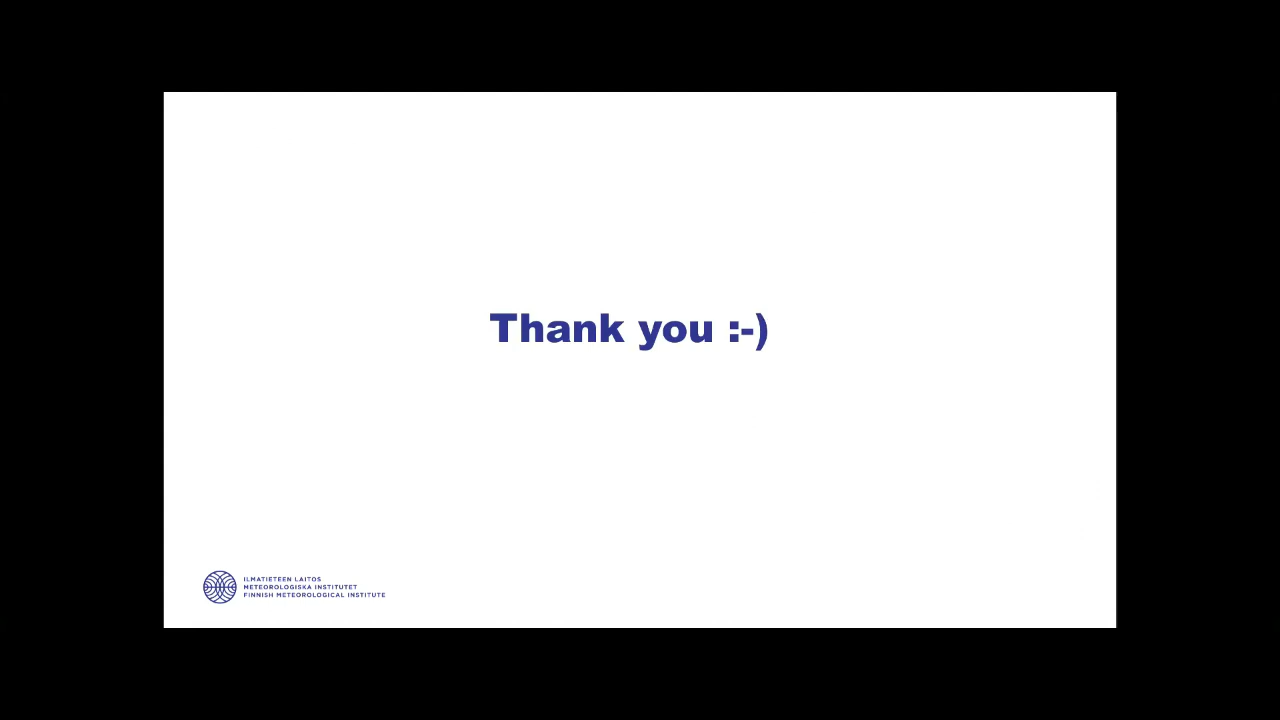 Thank you :-)
ILMATIETEEN LAITOS
METEOROLOGISKA INSTITUTET
FINNISH METEOROLOGICAL INSTITUTE